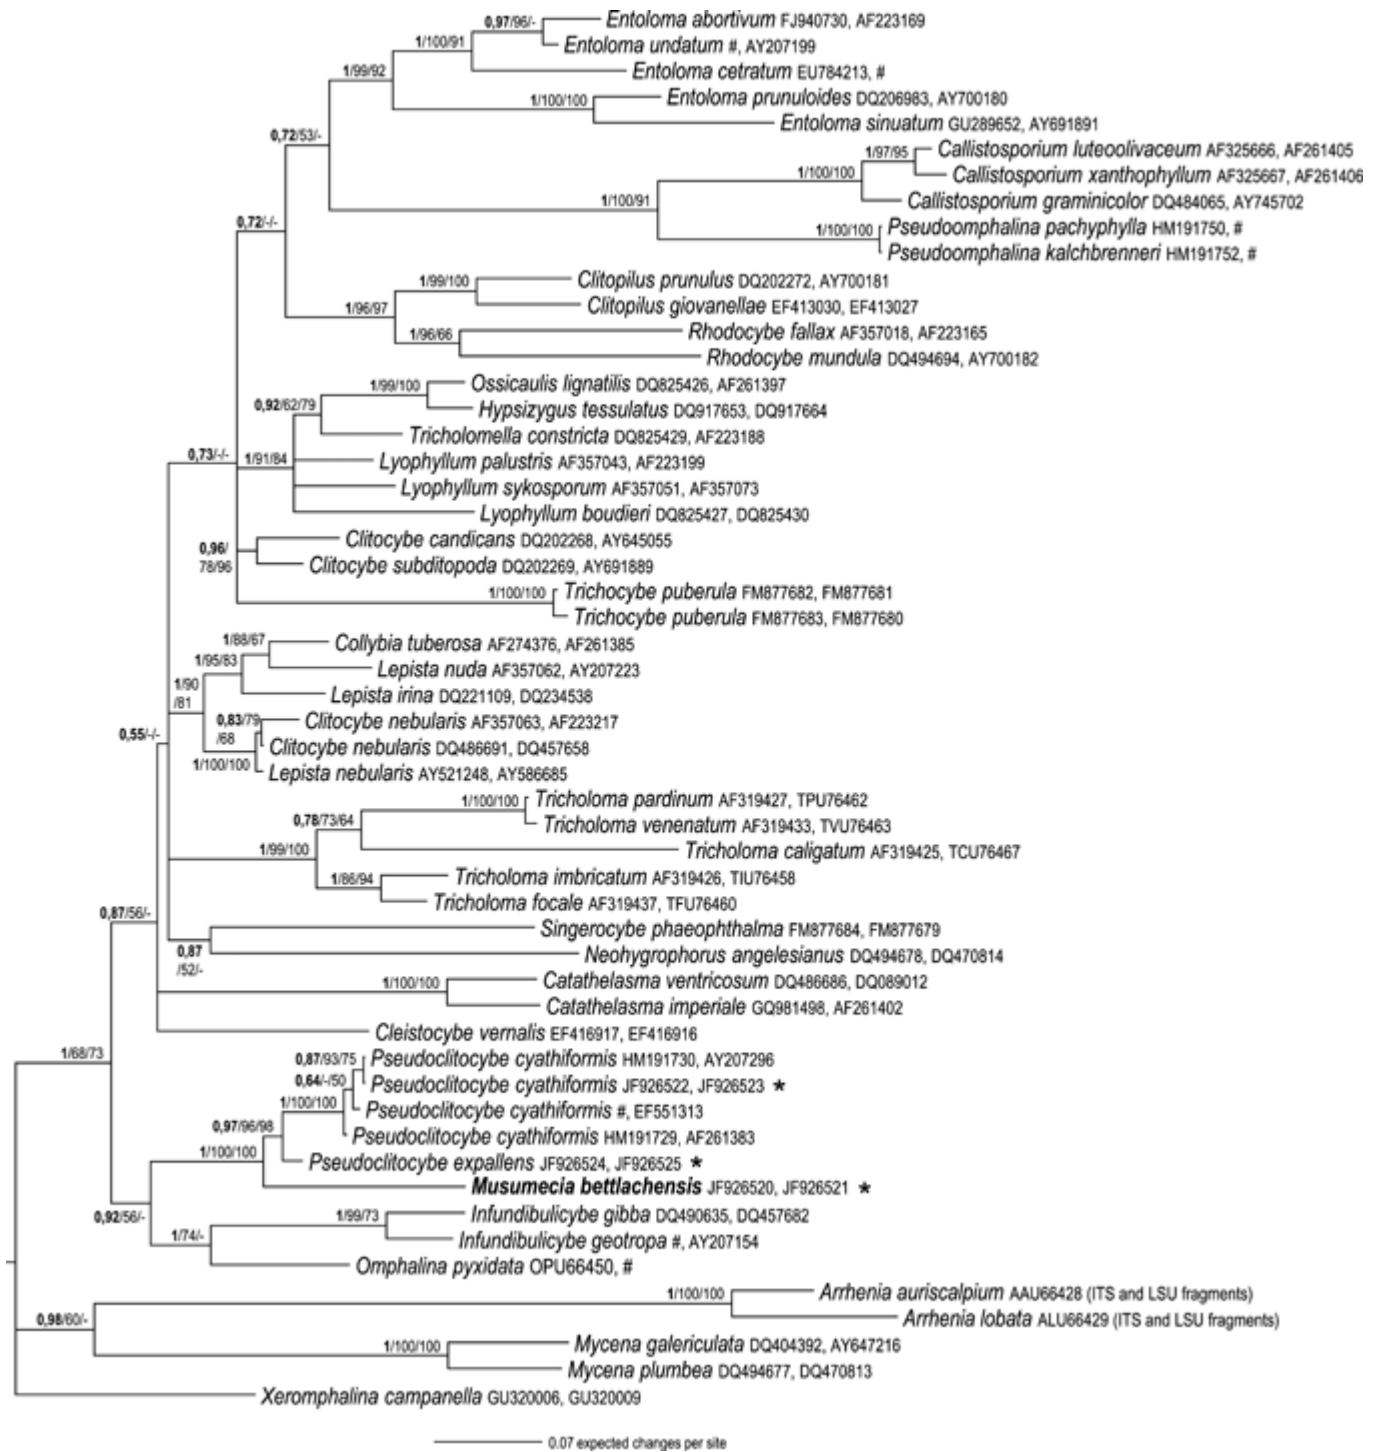 0,97/96/- Entoloma abortivum FJ940730, AF223169
Entoloma undatum #, AY207199
1/100/91
Entoloma cetratum EU784213, #
1/99/92
Entoloma prunuloides DQ206983, AY700180
1/100/100
Entoloma sinuatum GU289652, AY691891
0,72/53/-
Callistosporium luteoolivaceum AF325666, AF261405
1/97/95
Callistosporium xanthophyllum AF325667, AF261406
1/100/100
Callistosporium graminicolor DQ484065, AY745702
1/100/91
Pseudoomphalina pachyphylla HM191750, #
1/100/100
Pseudoomphalina kalchbrenneri HM191752, #
0,72/-/-
Clitopilus prunulus DQ202272, AY700181
1/99/100
Clitopilus giovanellae EF413030, EF413027
1/96/97
Rhodocybe fallax AF357018, AF223165
1/96/66
Rhodocybe mundula DQ494694, AY700182
Ossicaulis lignatilis DQ825426, AF261397
1/99/100
Hypsizygus tessulatus DQ917653, DQ917664
0,92/62/79
Tricholomella constricta DQ825429, AF223188
0,73/-/-
1/91/84
Lyophyllum palustris AF357043, AF223199
Lyophyllum sykosporum AF357051, AF357073
Lyophyllum boudieri DQ825427, DQ825430
Clitocybe candicans DQ202268, AY645055
0,96/
78/96
Clitocybe subditopoda DQ202269, AY691889
1/100/100
Trichocybe puberula FM877682, FM877681
Trichocybe puberula FM877683, FM877680
1/88/67
Collybia tuberosa AF274376, AF261385
1/95/83
Lepista nuda AF357062, AY207223
1/90
/81
Lepista irina DQ221109, DQ234538
0,83/79
/68
Clitocybe nebularis AF357063, AF223217
0,55/-/-
Clitocybe nebularis DQ486691, DQ457658
1/100/100
Lepista nebularis AY521248, AY586685
1/100/100
Tricholoma pardinum AF319427, TPU76462
0,78/73/64
Tricholoma venenatum AF319433, TVU76463
1/99/100
Tricholoma caligatum AF319425, TCU76467
1/86/94
Tricholoma imbricatum AF319426, TIU76458
Tricholoma focale AF319437, TFU76460
0,87/56/-
Singerocybe phaeophthalma FM877684, FM877679
0,87
/52/-
Neohygrophorus angelesianus DQ494678, DQ470814
1/100/100
Catathelasma ventricosum DQ486686, DQ089012
Catathelasma imperiale GQ981498, AF261402
Cleistocybe vernalis EF416917, EF416916
1/68/73
0,87/93/75
Pseudoclitocybe cyathiformis HM191730, AY207296
0,64/-/50
Pseudoclitocybe cyathiformis JF926522, JF926523 *
1/100/100
Pseudoclitocybe cyathiformis #, EF551313
0,97/96/98
Pseudoclitocybe cyathiformis HM191729, AF261383
1/100/100
Pseudoclitocybe expallens JF926524, JF926525 *
Musumecia bettlachensis JF926520, JF926521 *
0,92/56/-
1/99/73
Infundibulicybe gibba DQ490635, DQ457682
1/74/-
Infundibulicybe geotropa #, AY207154
Omphalina pyxidata OPU66450, #
1/100/100
Arrhenia auriscalpium AAU66428 (ITS and LSU fragments)
0,98/60/-
Arrhenia lobata ALU66429 (ITS and LSU fragments)
1/100/100
Mycena galericulata DQ404392, AY647216
Mycena plumbea DQ494677, DQ470813
Xeromphalina campanella GU320006, GU320009
0.07 expected changes per site